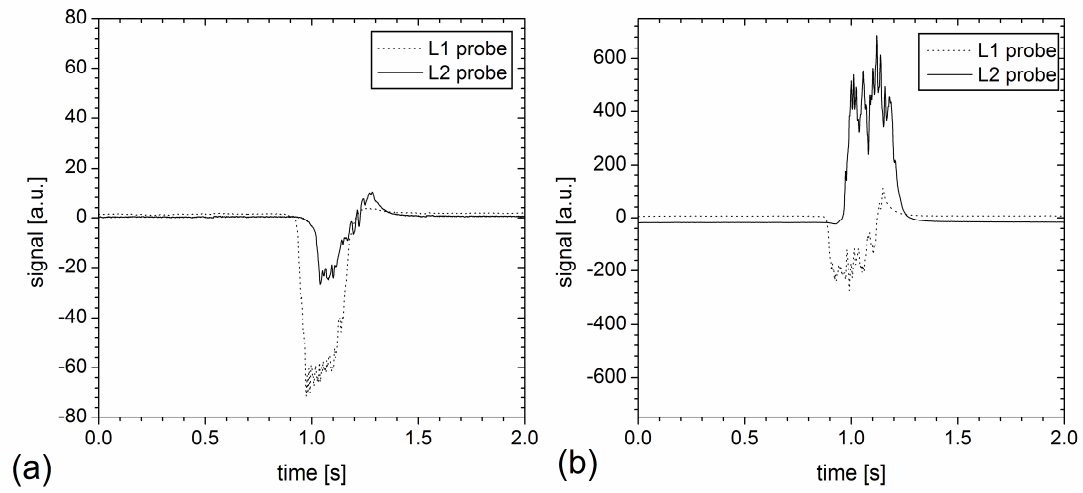 80
60
40
20
0
-20
-40
-60
-80
signal [a.u.]
L1 probe
L2 probe
0.0 0.5 1.0 1.5 2.0
time [s]
(a)
600
400
200
0
-200
-400
-600
signal [a.u.]
L1 probe
L2 probe
0.0 0.5 1.0 1.5 2.0
time [s]
(b)